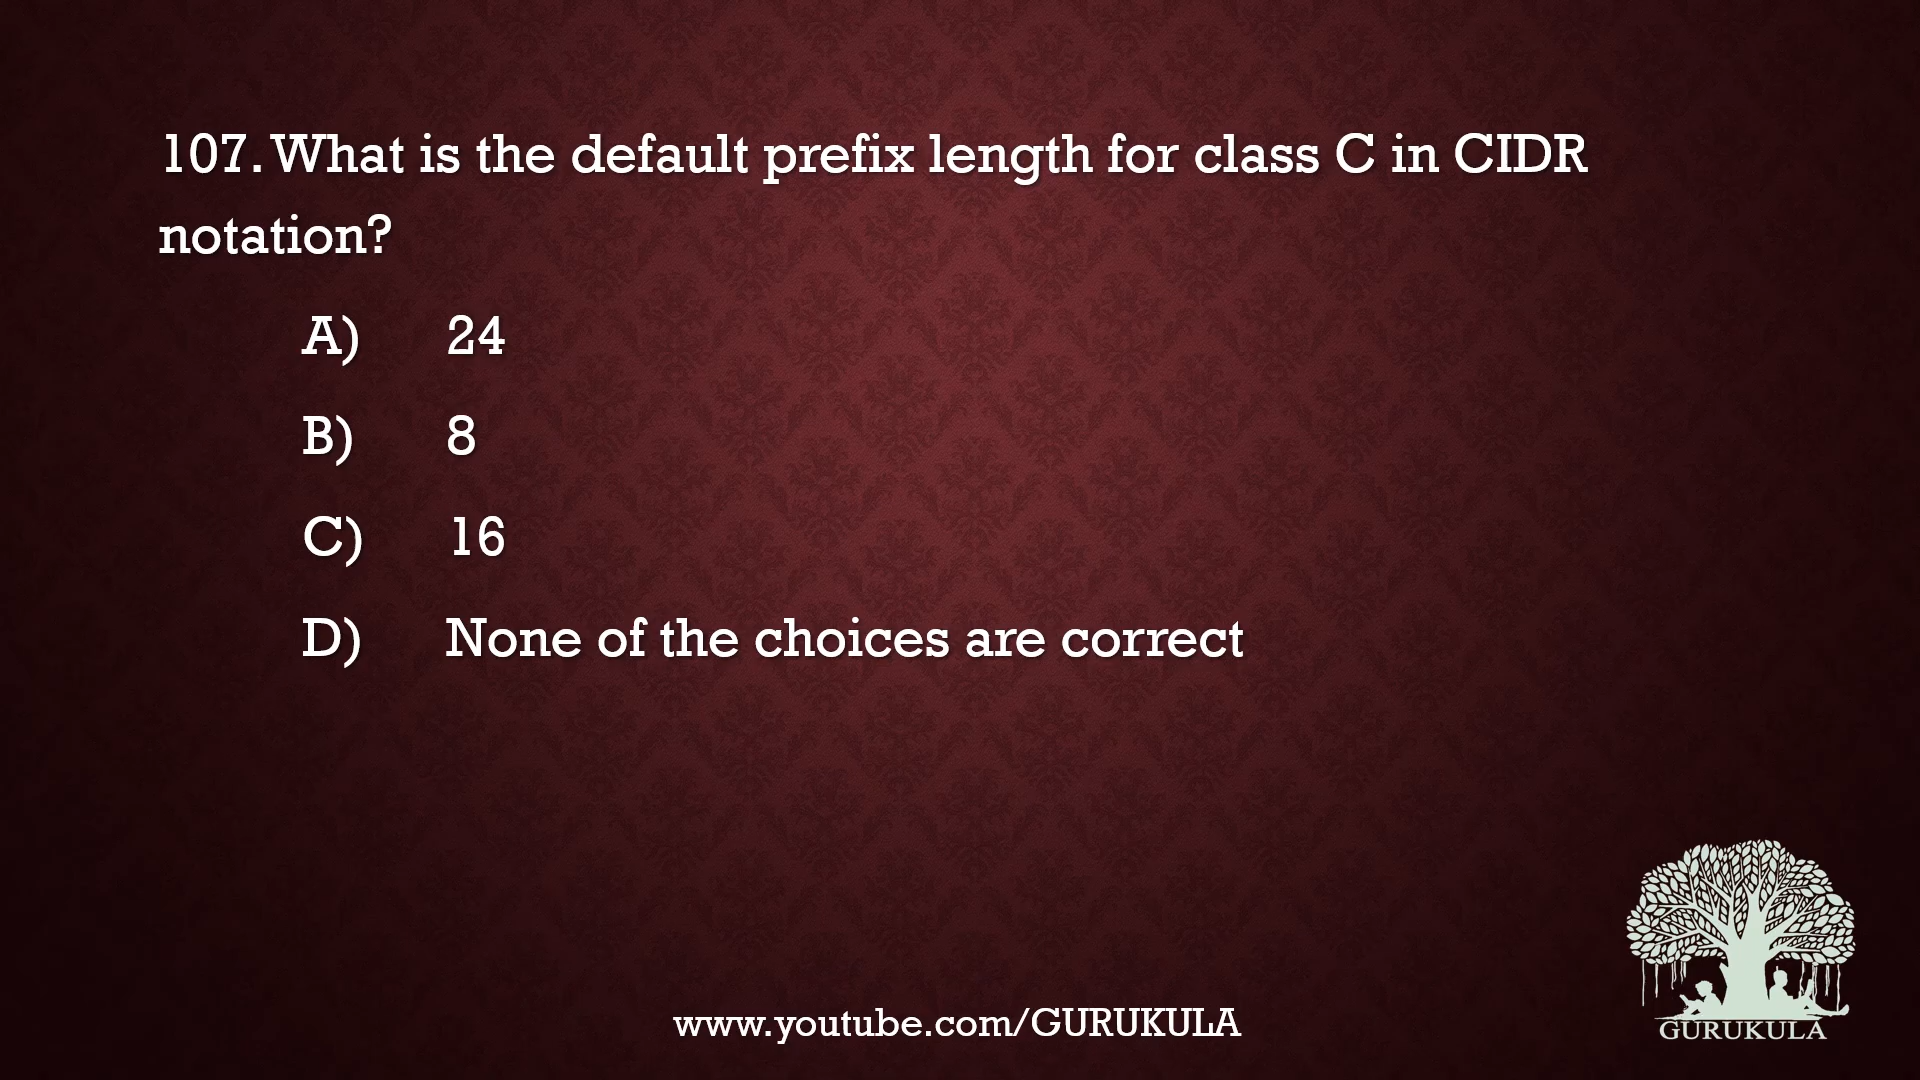 107. What is the default prefix length for class C in CIDR
notation?
A) 24
B) 8
C) 16
D) None of the choices are correct
www.youtube.com/GURUKULA
GURUKULA